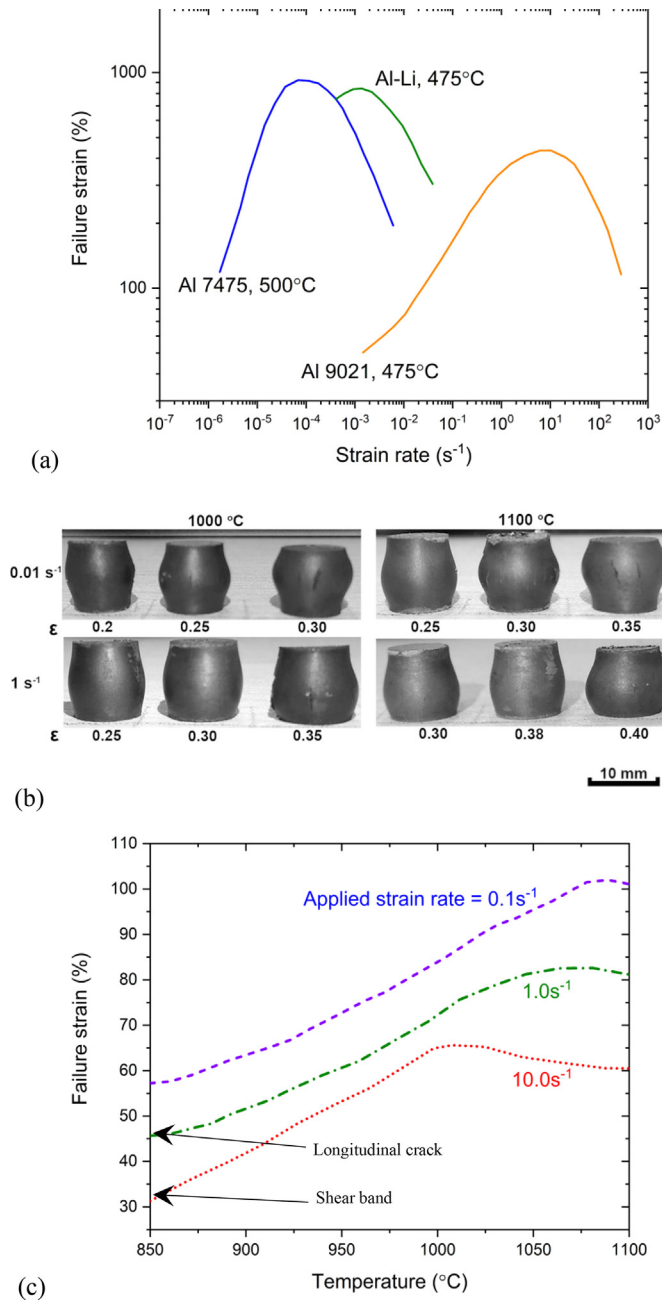 1000
100
Failure strain (%)
Al-Li, 475°C
Al 7475, 500°C
Al 9021, 475°C
10-7 10-6 10-5 10-4 10-3 10-2 10-1 100 101 102 103
Strain rate (s-1)
(a)
1000 °C 1100 °C
0.01 s-1
0.2 0.25 0.30 0.25 0.30 0.35
ε
1 s-1
ε 0.25 0.30 0.35 0.30 0.38 0.40
10 mm
(b)
110
100
90
80
70
60
50
40
30
Failure strain (%)
Applied strain rate = 0.1s-1
1.0s-1
10.0s-1
Longitudinal crack
Shear band
850 900 950 1000 1050 1100
Temperature (°C)
(c)